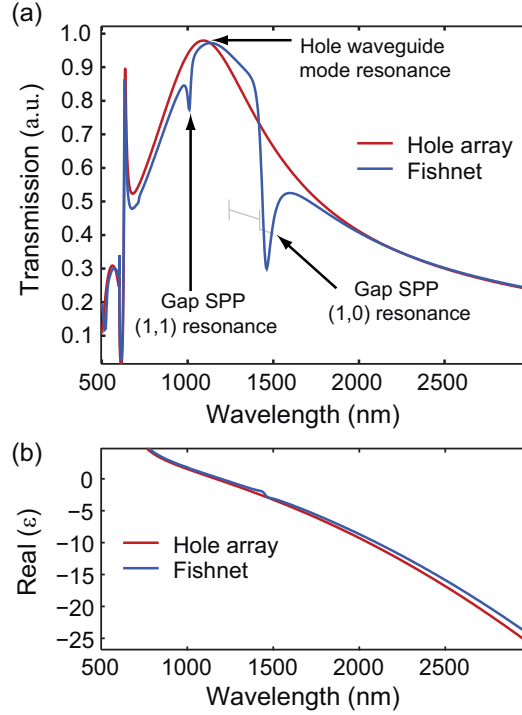 (a)
1.0
0.9
0.8
0.7
0.6
0.5
0.4
0.3
0.2
0.1
Transmission (a.u.)
Hole waveguide
mode resonance
Hole array
Fishnet
Gap SPP
(1,1) resonance
Gap SPP
(1,0) resonance
500 1000 1500 2000 2500
Wavelength (nm)
(b)
0
−5
−10
−15
−20
−25
Real (ε)
Hole array
Fishnet
500 1000 1500 2000 2500
Wavelength (nm)